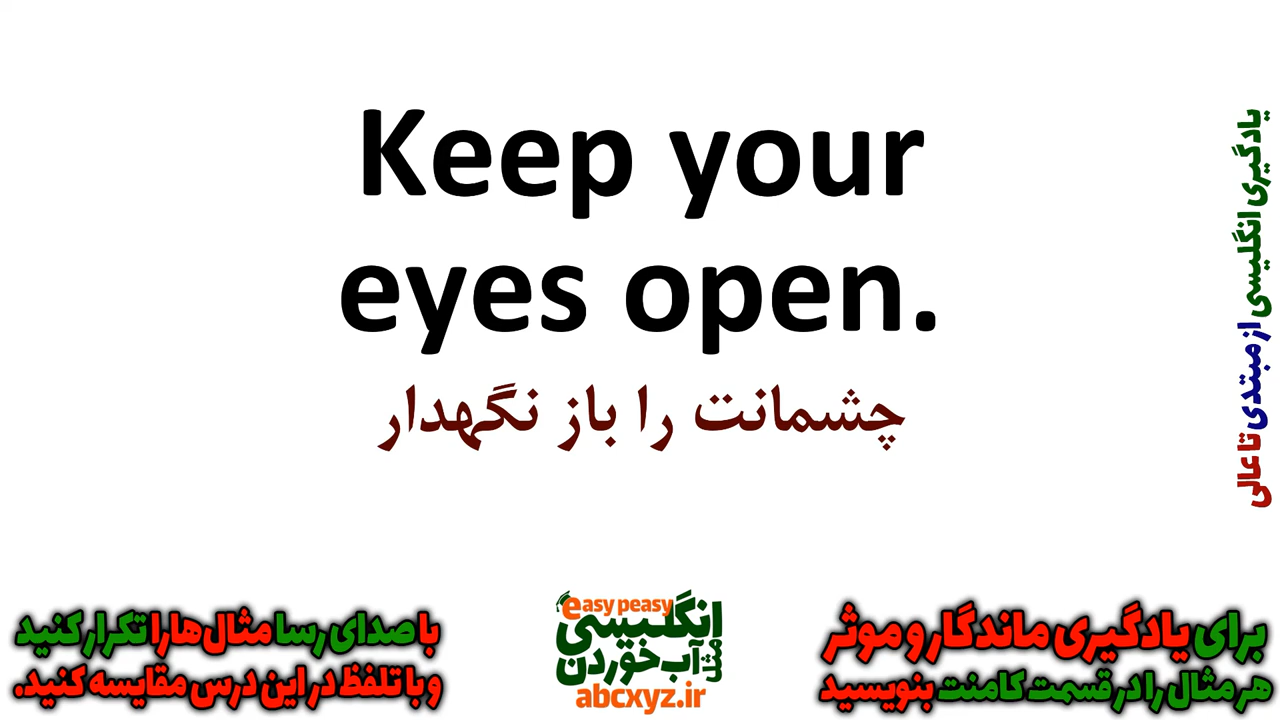 Keep your
eyes open.
چشمانت را باز نگهدار
یادگیری انگلیسی از مبتدی تا عالی
با صدای رسا مثال‌ها را تکرار کنید
و با تلفظ در این درس مقایسه کنید.
easy peasy
انگلیسی
مثل آب خوردن
abcxyz.ir
برای یادگیری ماندگار و موثر
هر مثال را در قسمت کامنت بنویسید